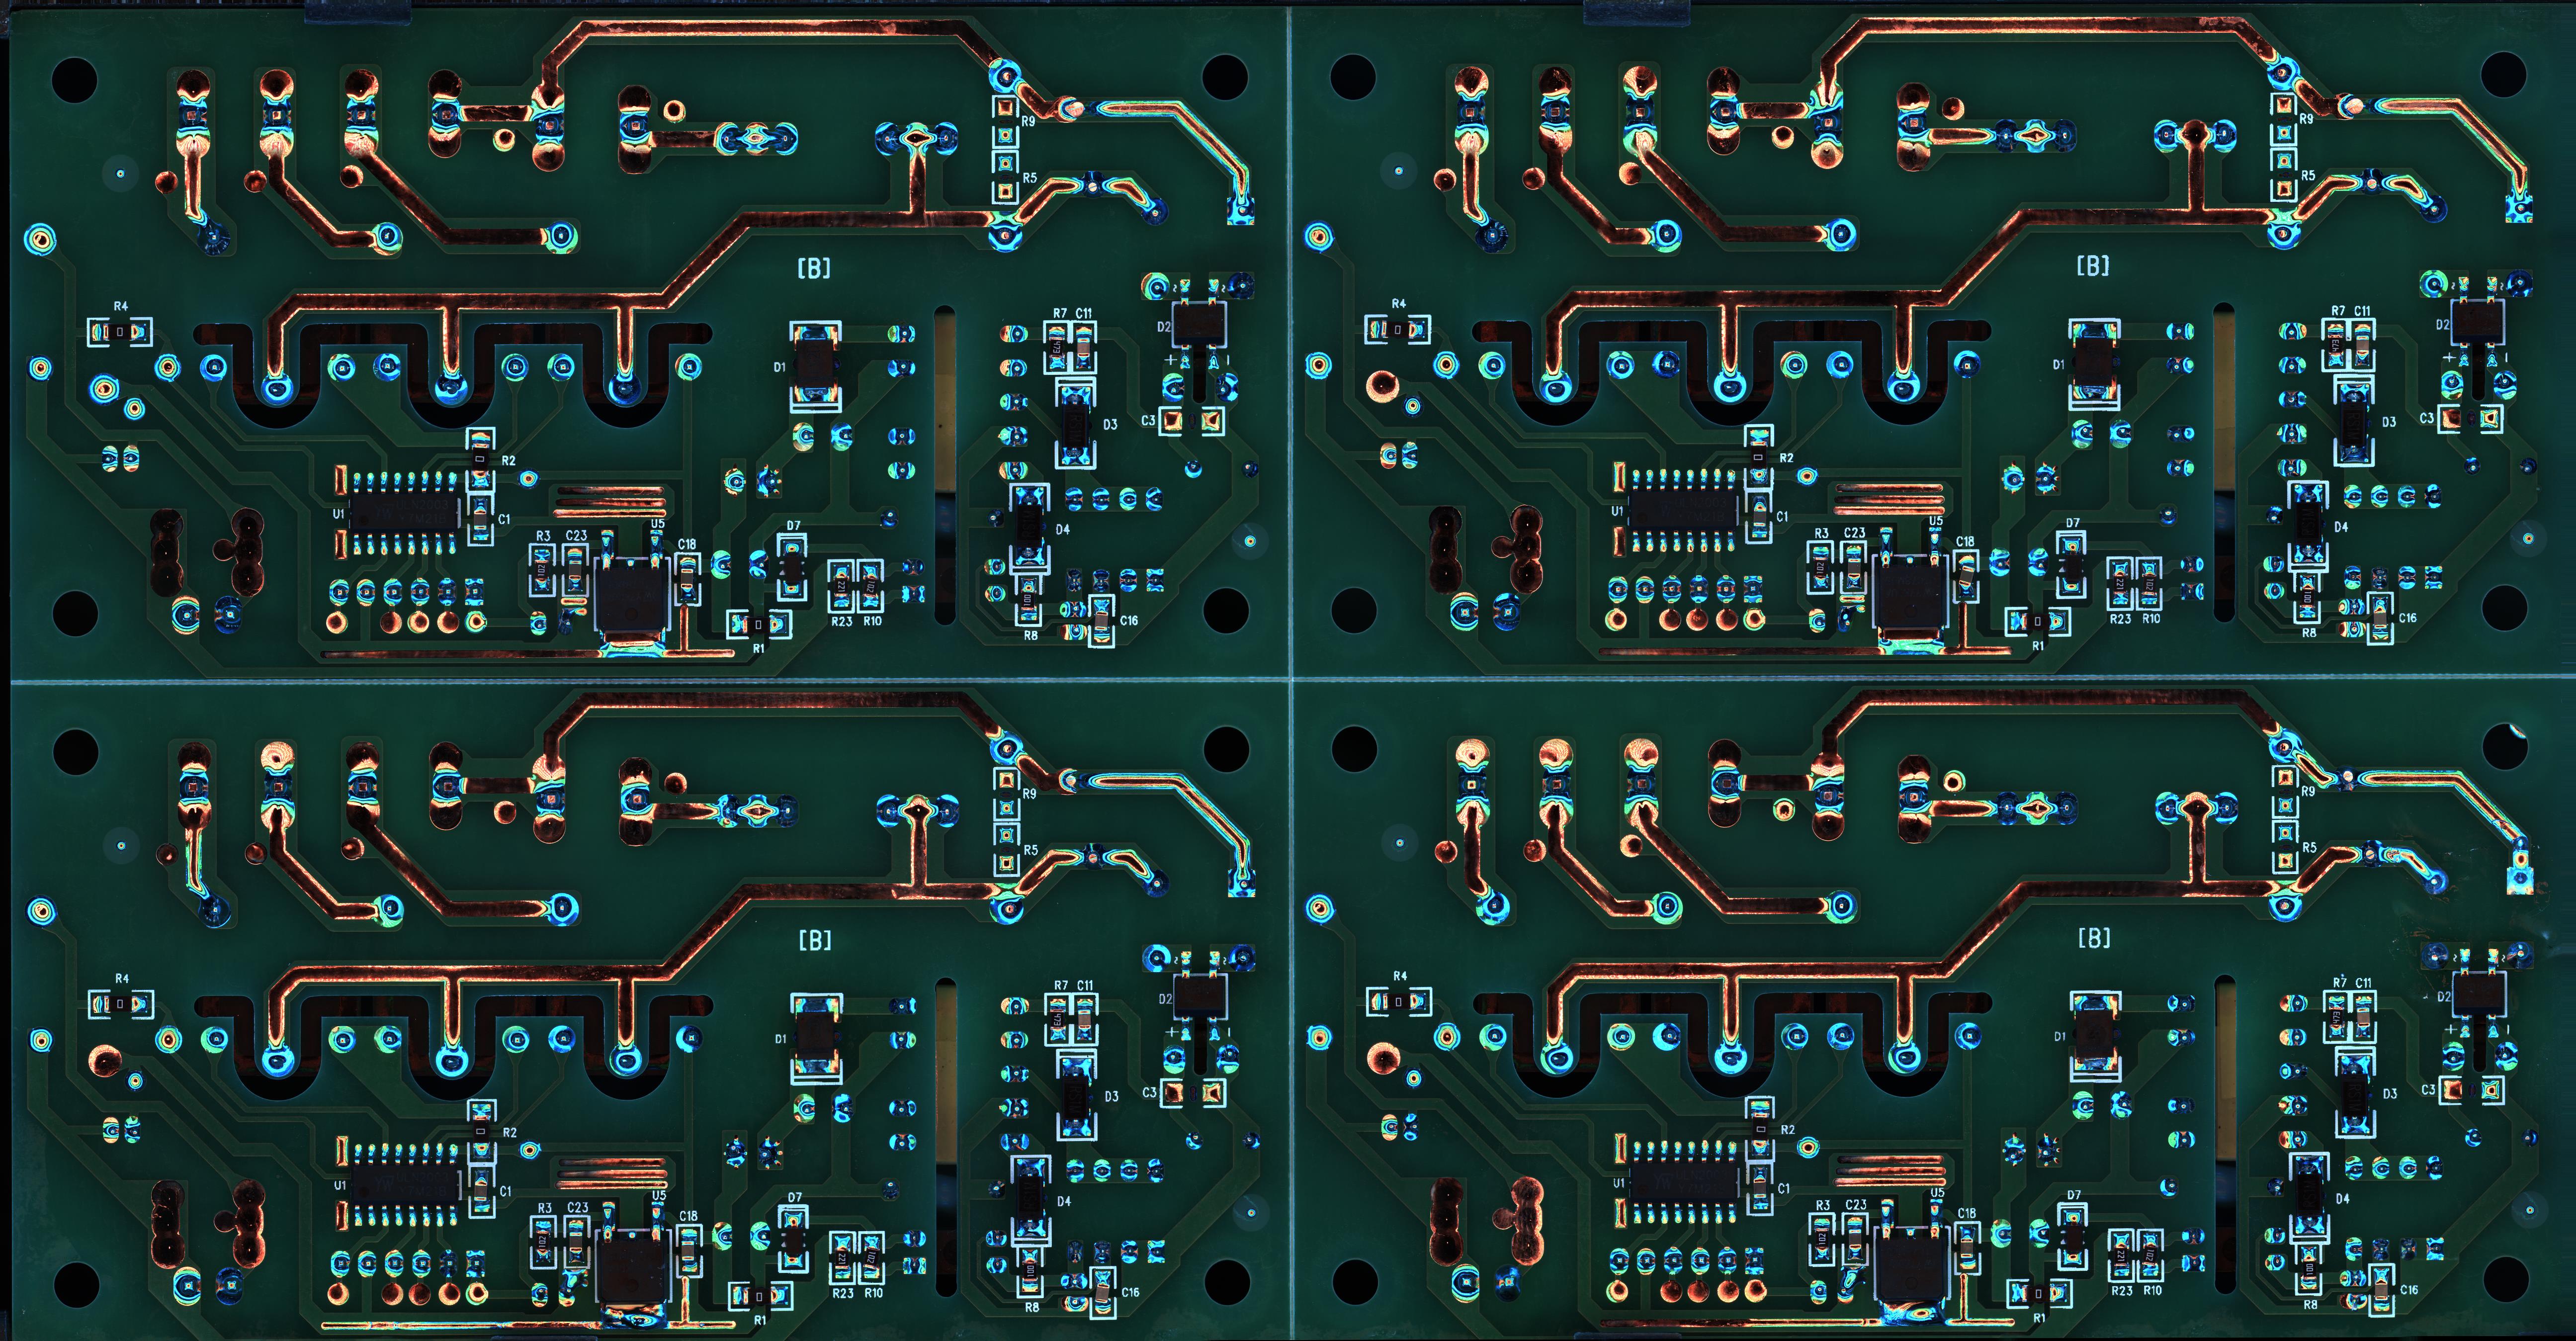 R9
R5
[B]
R4
R7 C11
D2
D1
+ -
C3
D3
R2
U1
C1
U5
D4
D7
R3 C23
C18
R23 R10
R8
C16
R1
R9
R5
[B]
R4
R7 C11
D2
D1
+ -
C3
D3
R2
U1
C1
U5
D4
D7
R3 C23
C18
R23 R10
R8
C16
R1
R9
R5
[B]
R4
R7 C11
D2
D1
+ -
C3
D3
R2
U1
C1
U5
D4
D7
R3 C23
C18
R23 R10
R8
C16
R1
R9
R5
[B]
R4
R7 C11
D2
D1
+ -
C3
D3
R2
U1
C1
U5
D4
D7
R3 C23
C18
R23 R10
R8
C16
R1